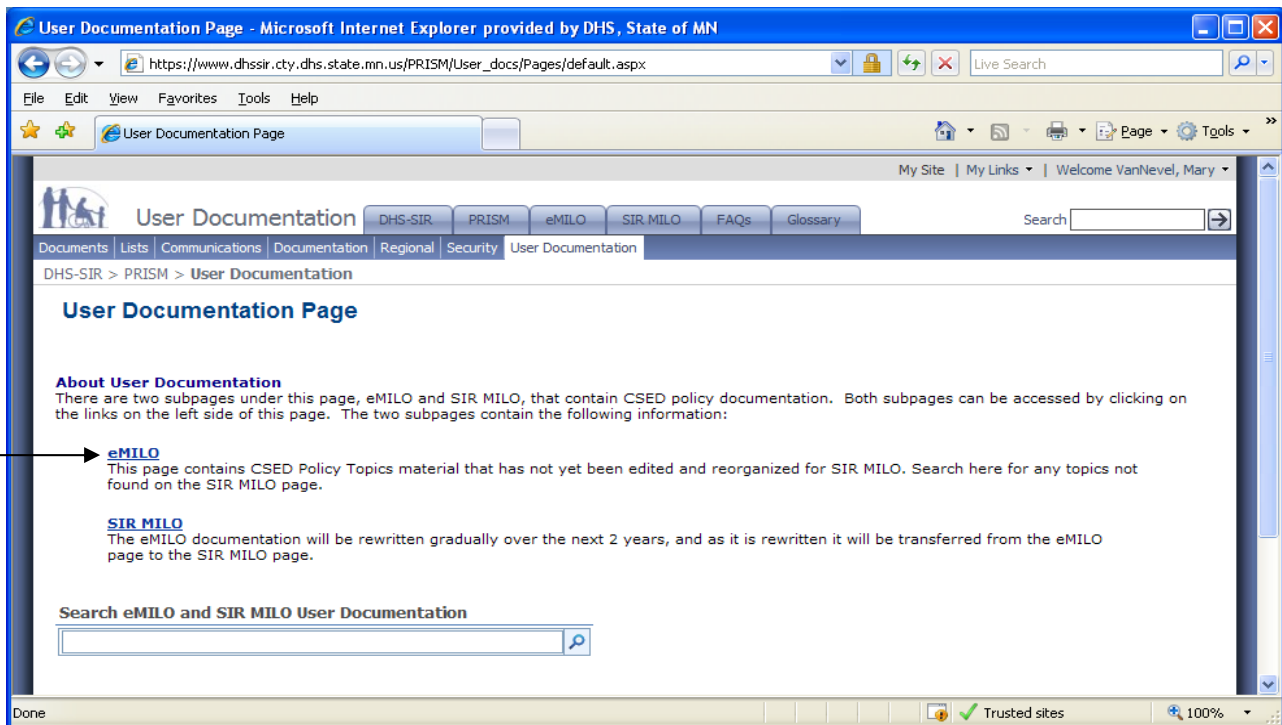 User Documentation Page - Microsoft Internet Explorer provided by DHS, State of MN
https://www.dhssir.cty.dhs.state.mn.us/PRISM/User_docs/Pages/default.aspx
Live Search
File Edit View Favorites Tools Help
User Documentation Page
Page Tools »
My Site | My Links | Welcome VanNevel, Mary
User Documentation DHS-SIR PRISM eMILO SIR MILO FAQs Glossary Search
Documents Lists Communications Documentation Regional Security User Documentation
DHS-SIR > PRISM > User Documentation
User Documentation Page
About User Documentation
There are two subpages under this page, eMILO and SIR MILO, that contain CSED policy documentation. Both subpages can be accessed by clicking on
the links on the left side of this page. The two subpages contain the following information:
eMILO
This page contains CSED Policy Topics material that has not yet been edited and reorganized for SIR MILO. Search here for any topics not
found on the SIR MILO page.
SIR MILO
The eMILO documentation will be rewritten gradually over the next 2 years, and as it is rewritten it will be transferred from the eMILO
page to the SIR MILO page.
Search eMILO and SIR MILO User Documentation
Done Trusted sites 100%